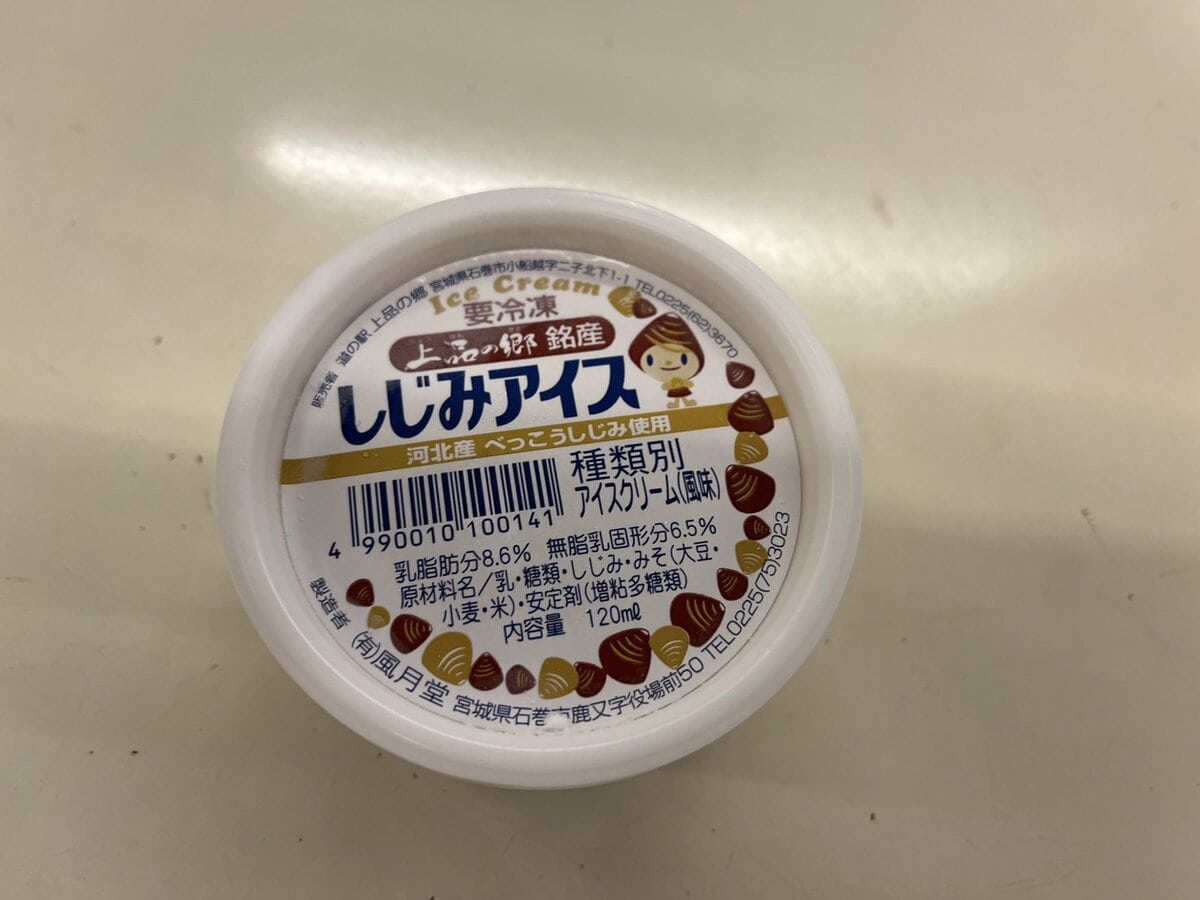 販売者 道の駅 上品の郷 宮城県石巻市小船越字二子北下1-1 TEL0225(62)3670
Ice Cream
要冷凍
上品の郷 銘産
しじみアイス
河北産 べっこうしじみ使用
種類別
アイスクリーム(風味)
4 990010 100141
乳脂肪分8.6% 無脂乳固形分6.5%
原材料名/乳・糖類・しじみ・みそ(大豆・
小麦・米)・安定剤(増粘多糖類)
内容量 120mℓ
製造者 (有)風月堂 宮城県石巻市鹿又字役場前50 TEL0225(75)3023